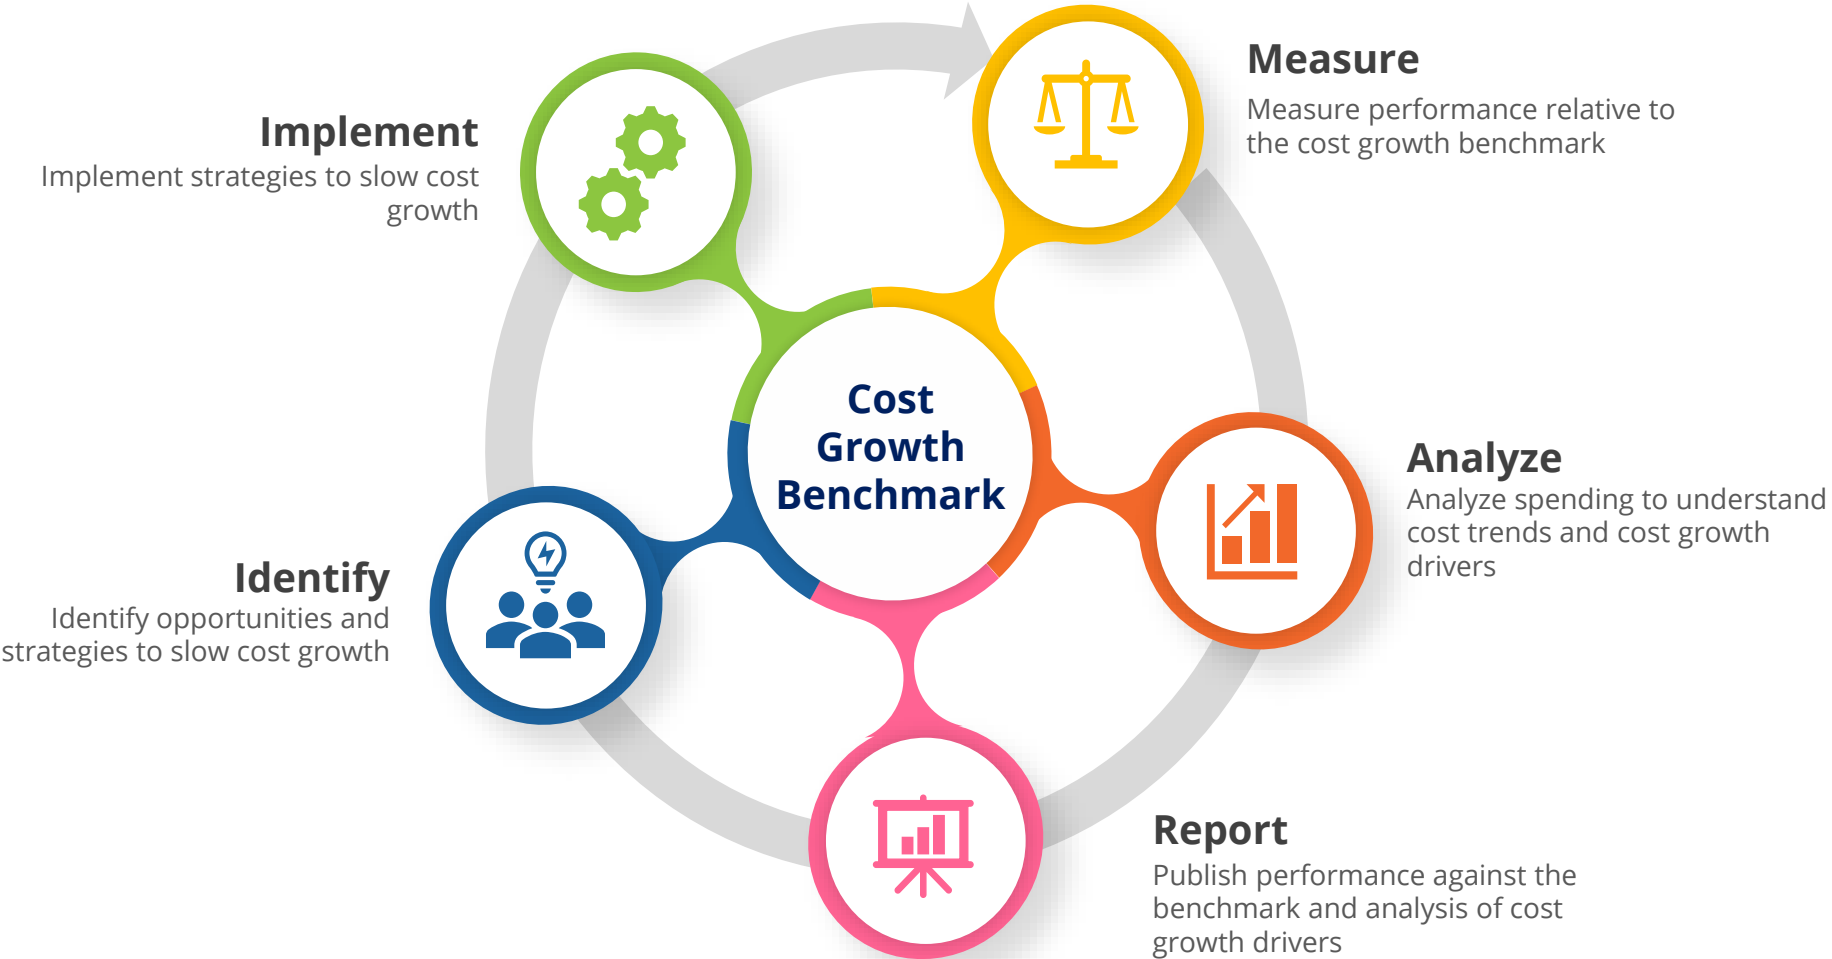 Measure
Measure performance relative to
the cost growth benchmark
Implement
Implement strategies to slow cost
growth
Cost
Growth
Benchmark
Analyze
Analyze spending to understand
cost trends and cost growth
drivers
Identify
Identify opportunities and
strategies to slow cost growth
Report
Publish performance against the
benchmark and analysis of cost
growth drivers